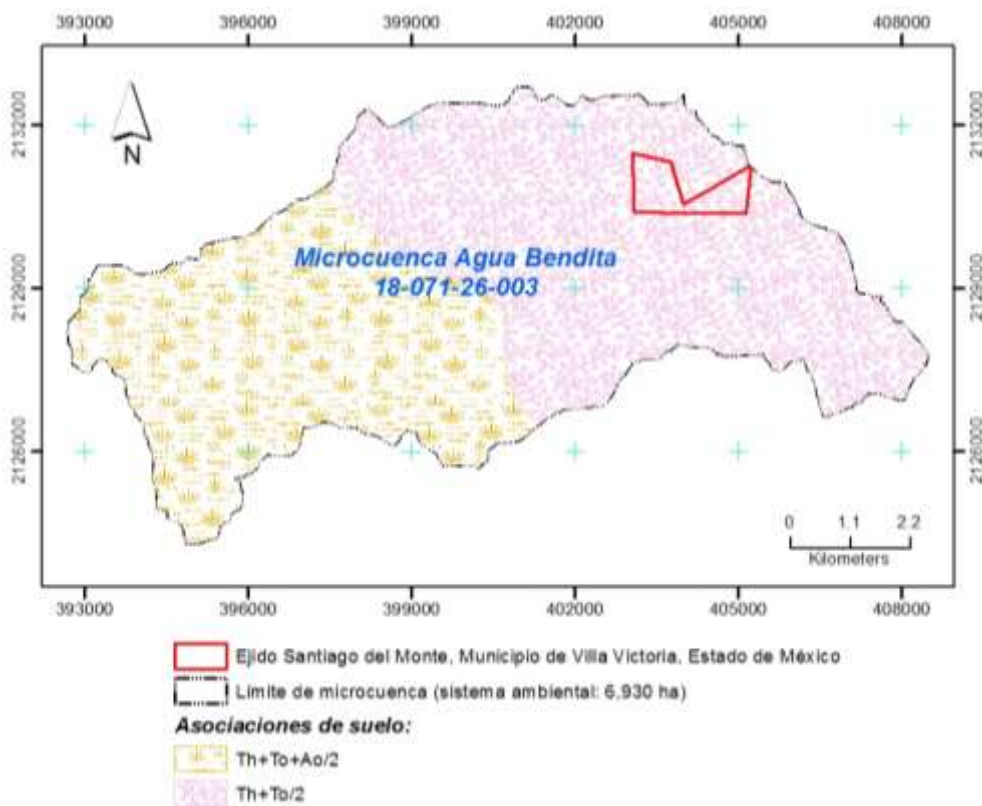 393000 396000 399000 402000 405000 408000
2132000 2132000
N
Microcuenca Agua Bendita
18-071-26-003
2129000 2129000
2126000 2126000
0 1.1 2.2
Kilometers
393000 396000 399000 402000 405000 408000
Ejido Santiago del Monte, Municipio de Villa Victoria, Estado de México
Límite de microcuenca (sistema ambiental: 6,930 ha)
Asociaciones de suelo:
Th+To+Ao/2
Th+To/2